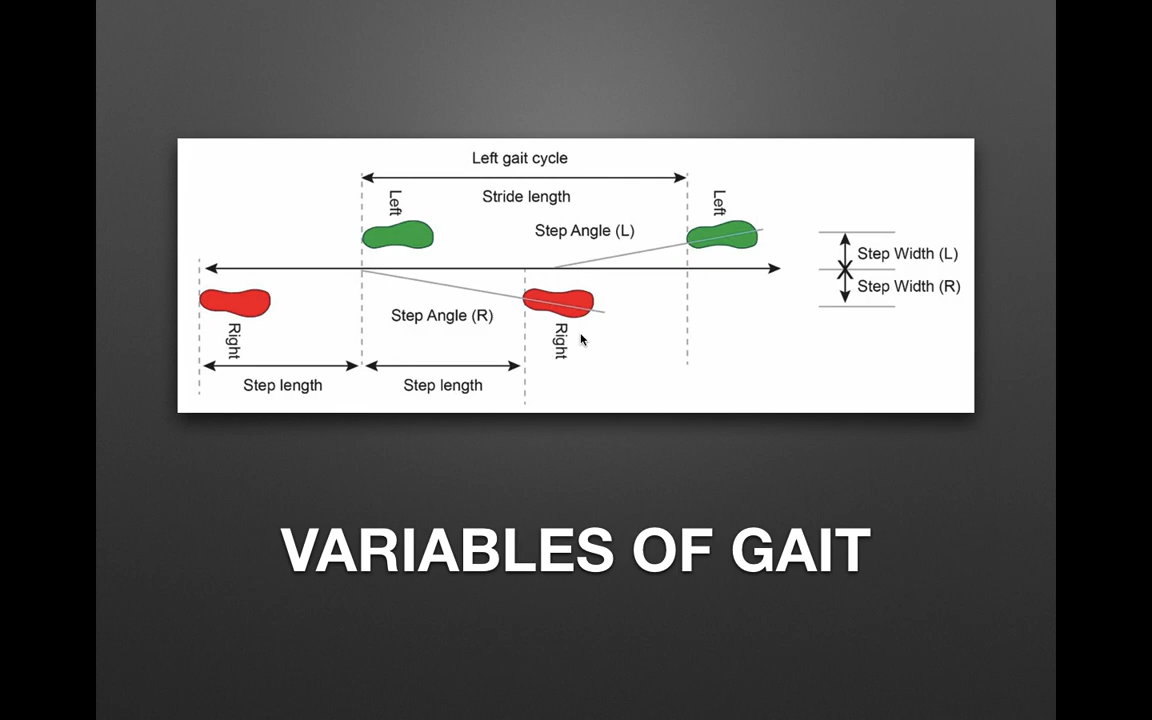 Left gait cycle
Stride length
Left
Left
Step Angle (L)
Step Width (L)
Step Width (R)
Step Angle (R)
Right
Right
Step length
Step length
VARIABLES OF GAIT